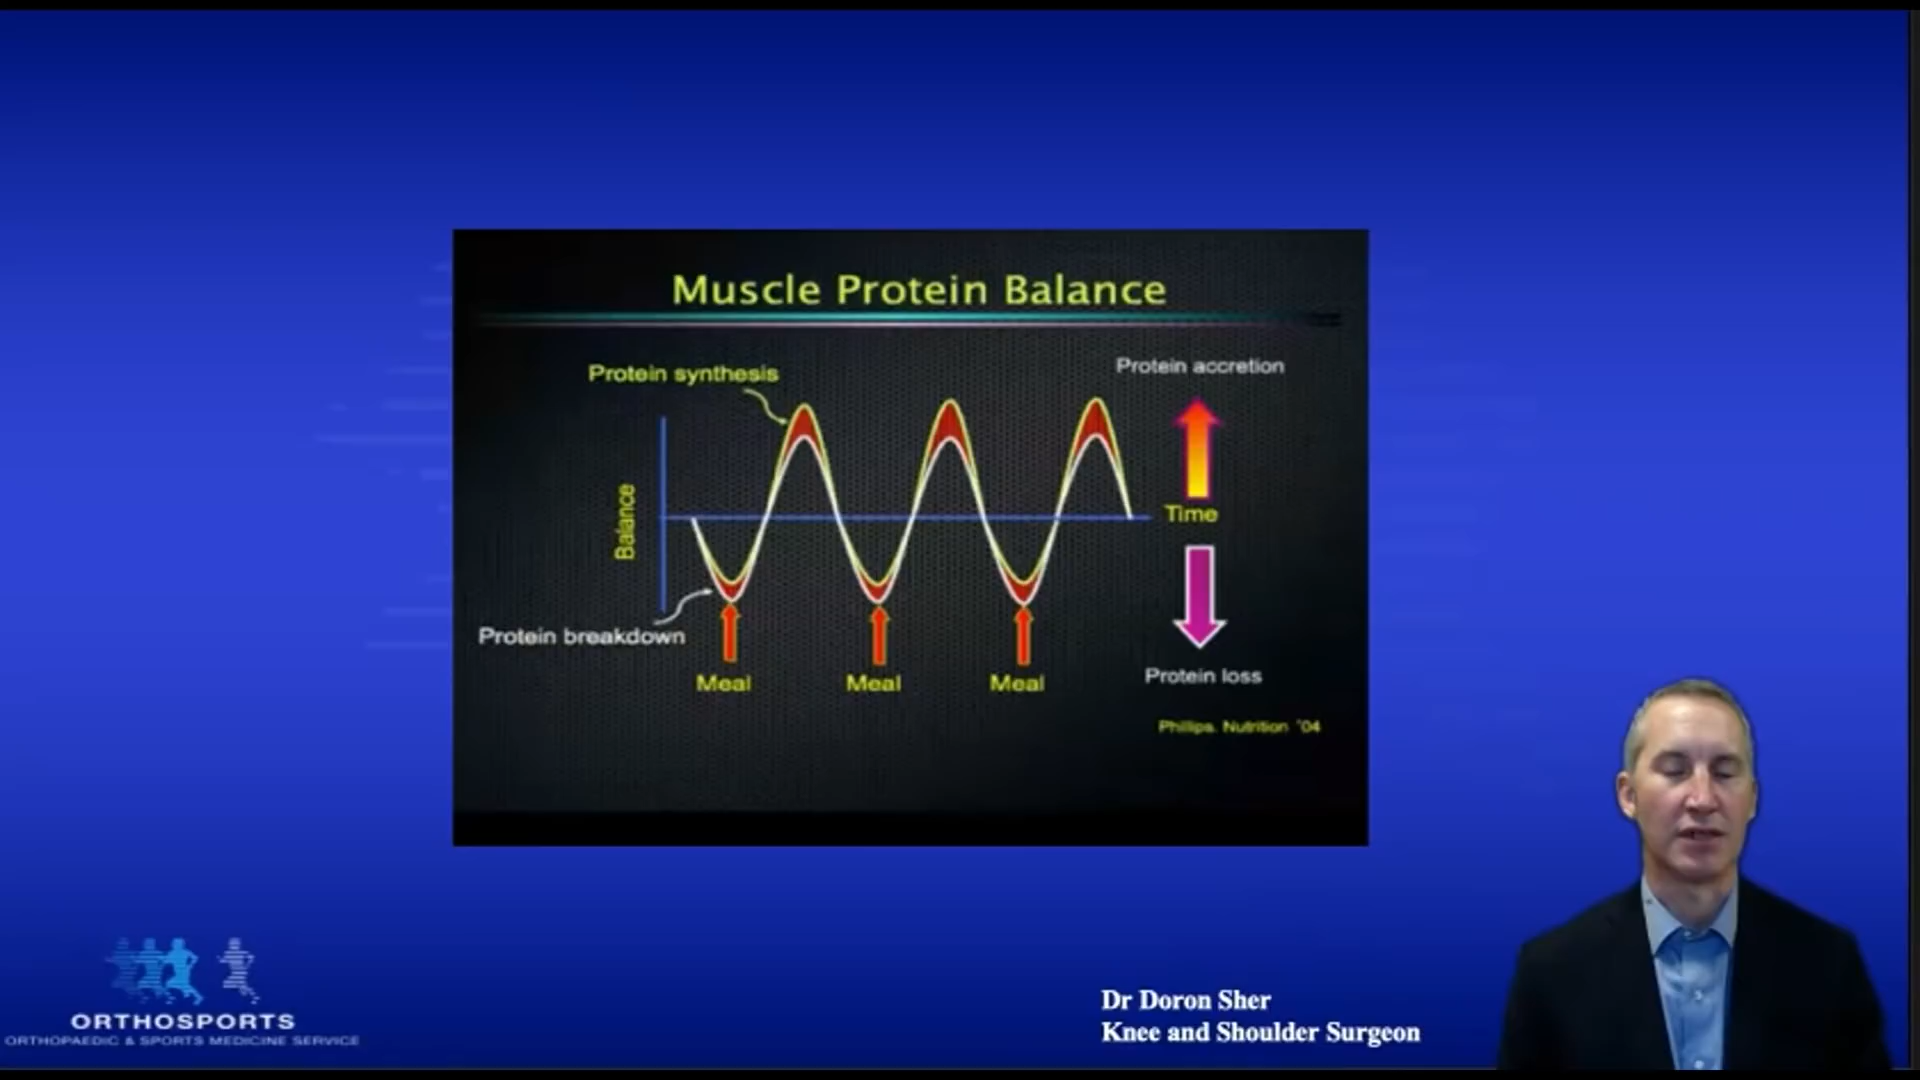 Muscle Protein Balance
Protein synthesis
Protein accretion
Balance
Time
Protein breakdown
Meal
Meal
Meal
Protein loss
Phillips. Nutrition '04
ORTHOSPORTS
ORTHOPAEDIC & SPORTS MEDICINE SERVICE
Dr Doron Sher
Knee and Shoulder Surgeon